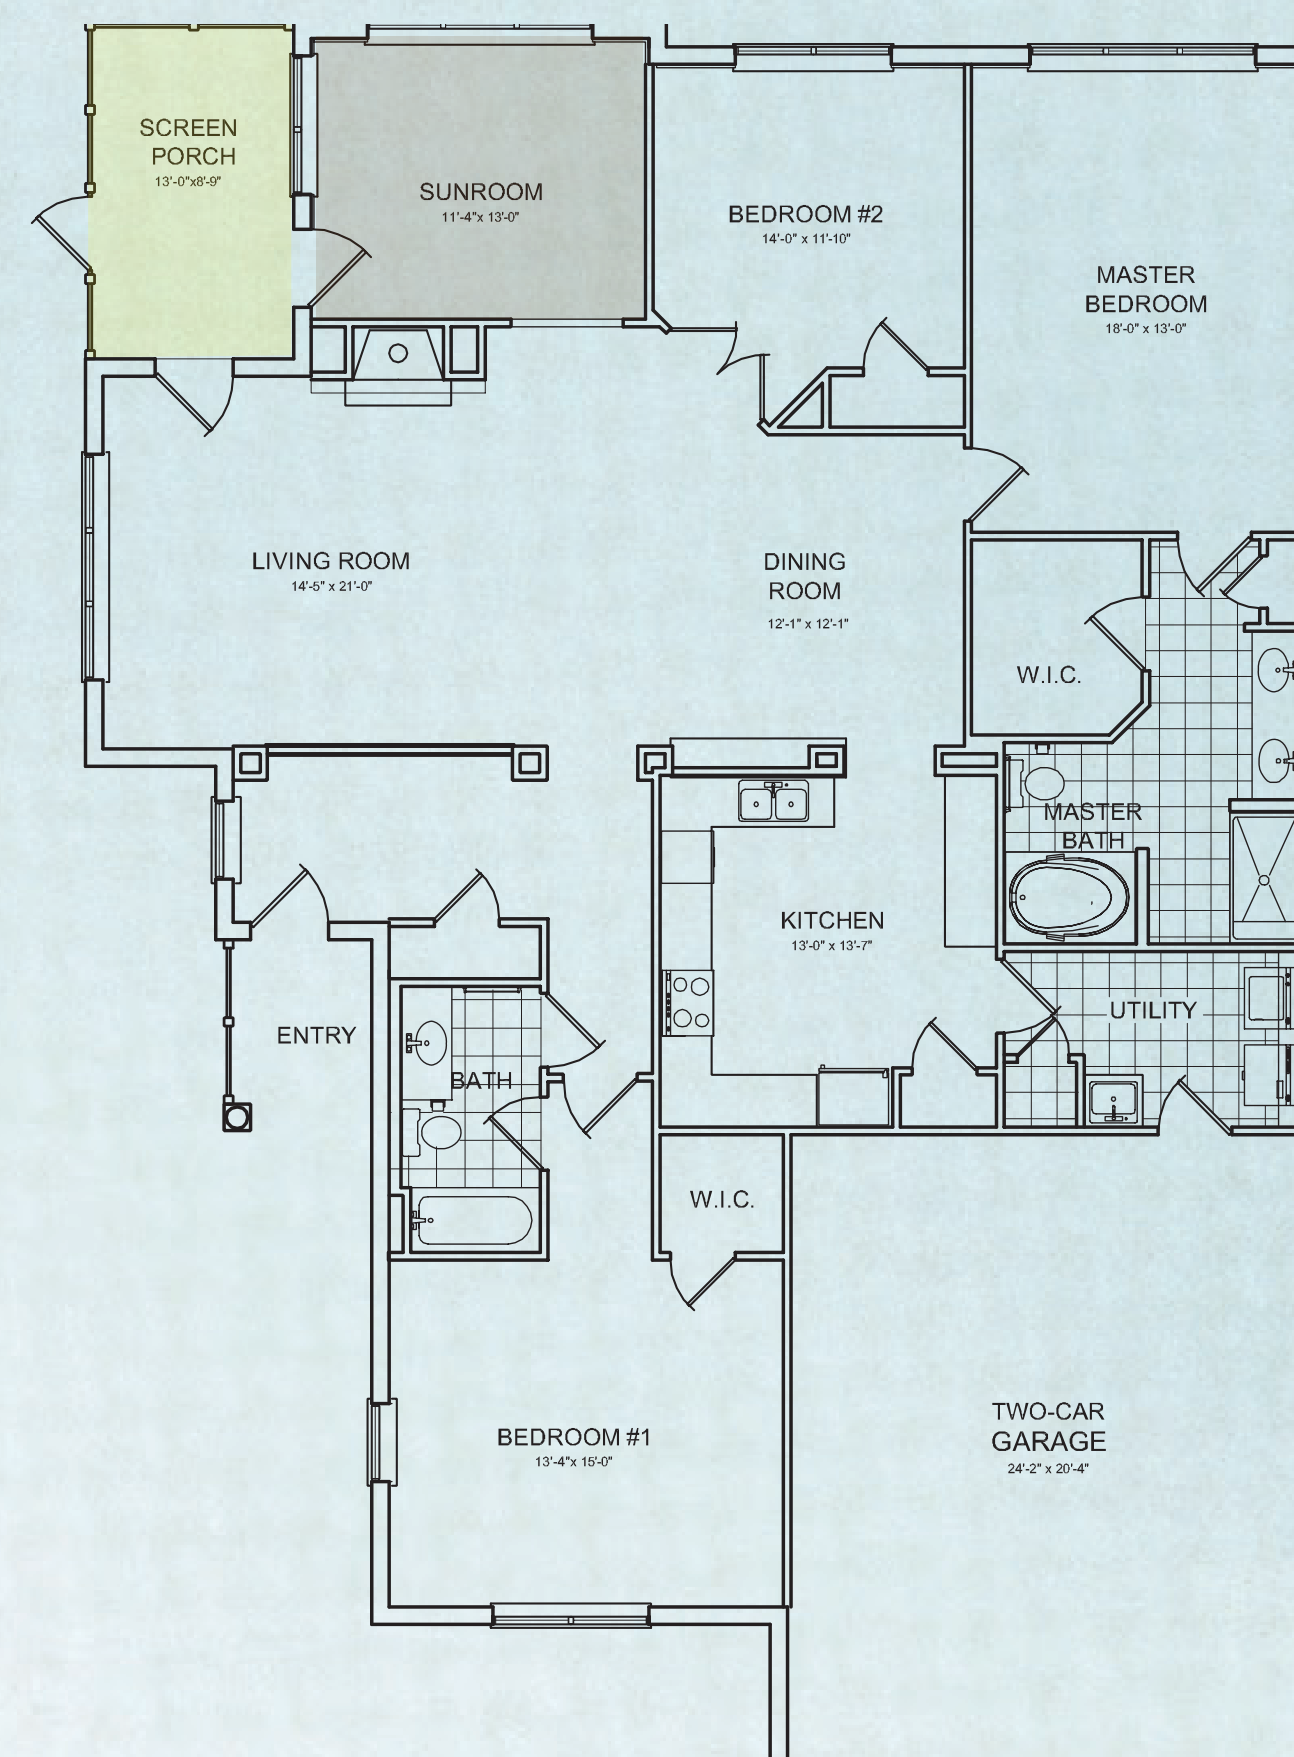 SCREEN
PORCH
13'-0"x8'-9"
SUNROOM
11'-4"x 13'-0"
BEDROOM #2
14'-0" x 11'-10"
MASTER
BEDROOM
18'-0" x 13'-0"
LIVING ROOM
14'-5" x 21'-0"
DINING
ROOM
12'-1" x 12'-1"
W.I.C.
MASTER
BATH
KITCHEN
13'-0" x 13'-7"
ENTRY
UTILITY
BATH
W.I.C.
BEDROOM #1
13'-4"x 15'-0"
TWO-CAR
GARAGE
24'-2" x 20'-4"